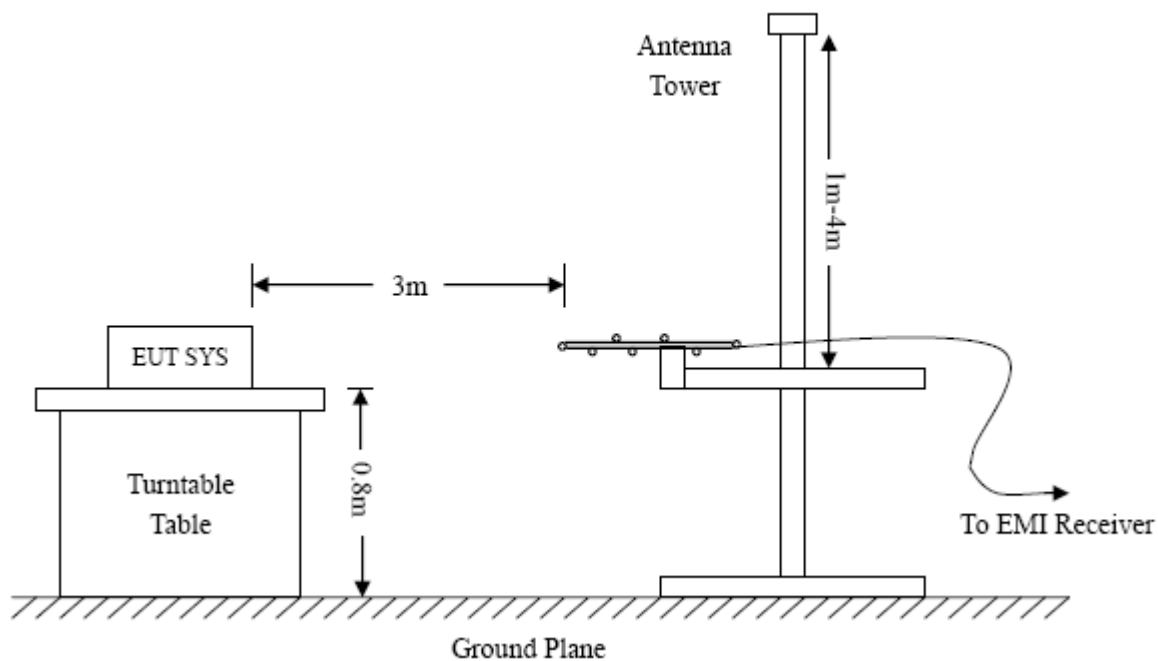 Antenna
Tower
1m-4m
3m
EUT SYS
0.8m
Turntable
Table
To EMI Receiver
Ground Plane